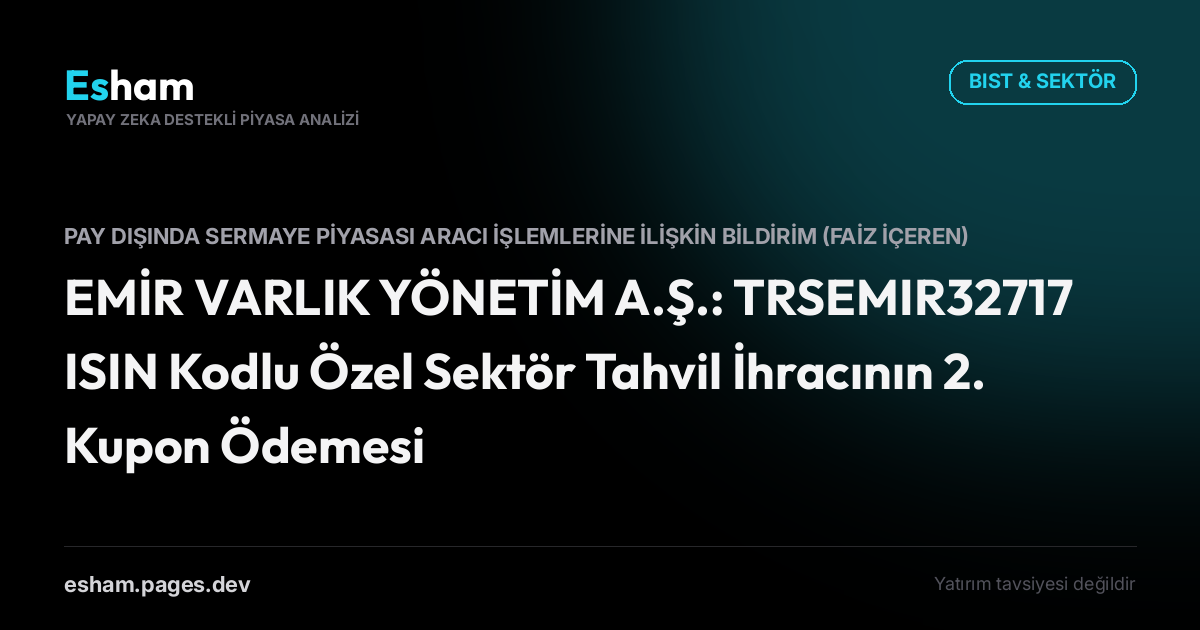 Esham
BIST & SEKTÖR
YAPAY ZEKA DESTEKLİ PİYASA ANALİZİ
PAY DIŞINDA SERMAYE PİYASASI ARACI İŞLEMLERİNE İLİŞKİN BİLDİRİM (FAİZ İÇEREN)
EMİR VARLIK YÖNETİM A.Ş.: TRSEMIR32717
ISIN Kodlu Özel Sektör Tahvil İhracının 2.
Kupon Ödemesi
esham.pages.dev
Yatırım tavsiyesi değildir